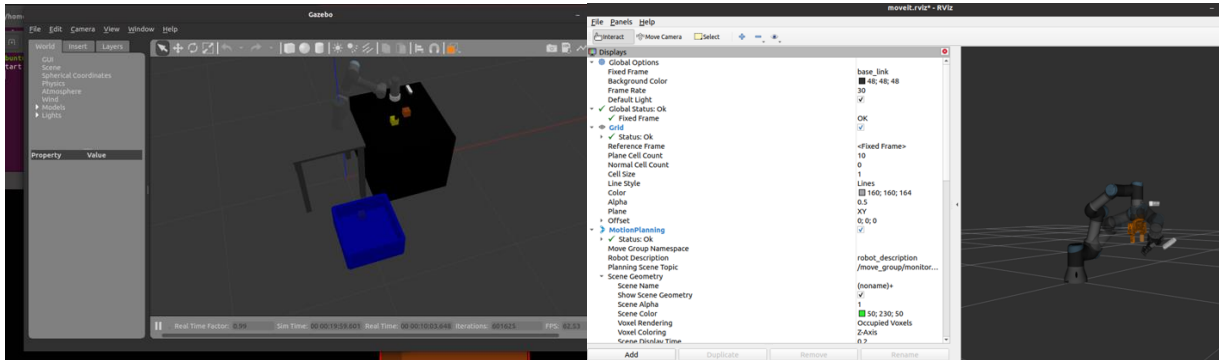 /hom
Gazebo
File Edit Camera View Window Help
World Insert Layers
GUI
Scene
Spherical Coordinates
Physics
Atmosphere
Wind
Models
Lights
Property Value
Real Time Factor: 0.99 Sim Time: 00 00:19:59.601 Real Time: 00 00:10:03.648 Iterations: 601625 FPS: 62.53
moveit.rviz* - RViz
File Panels Help
Interact Move Camera Select
Displays
Global Options
Fixed Frame base_link
Background Color 48; 48; 48
Frame Rate 30
Default Light
Global Status: Ok
Fixed Frame OK
Grid
Status: Ok
Reference Frame <Fixed Frame>
Plane Cell Count 10
Normal Cell Count 0
Cell Size 1
Line Style Lines
Color 160; 160; 164
Alpha 0.5
Plane XY
Offset 0; 0; 0
MotionPlanning
Status: Ok
Move Group Namespace
Robot Description robot_description
Planning Scene Topic /move_group/monitor...
Scene Geometry
Scene Name (noname)+
Show Scene Geometry
Scene Alpha 1
Scene Color 50; 230; 50
Voxel Rendering Occupied Voxels
Voxel Coloring Z-Axis
Scene Display Time 0.2
Add Duplicate Remove Rename